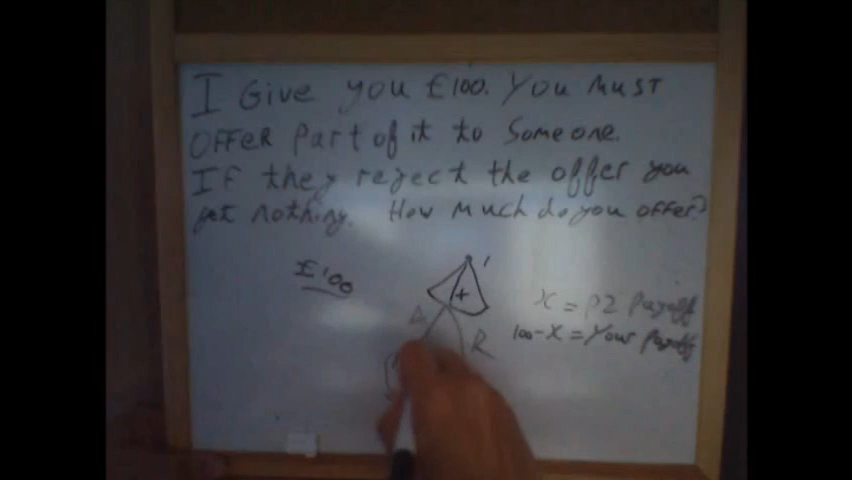 I Give you £100. You must
offer part of it to someone.
If they reject the offer you
get nothing. How much do you offer?
£100
1
x
A
R
x = P2 Payoff
100-x = Your payoff